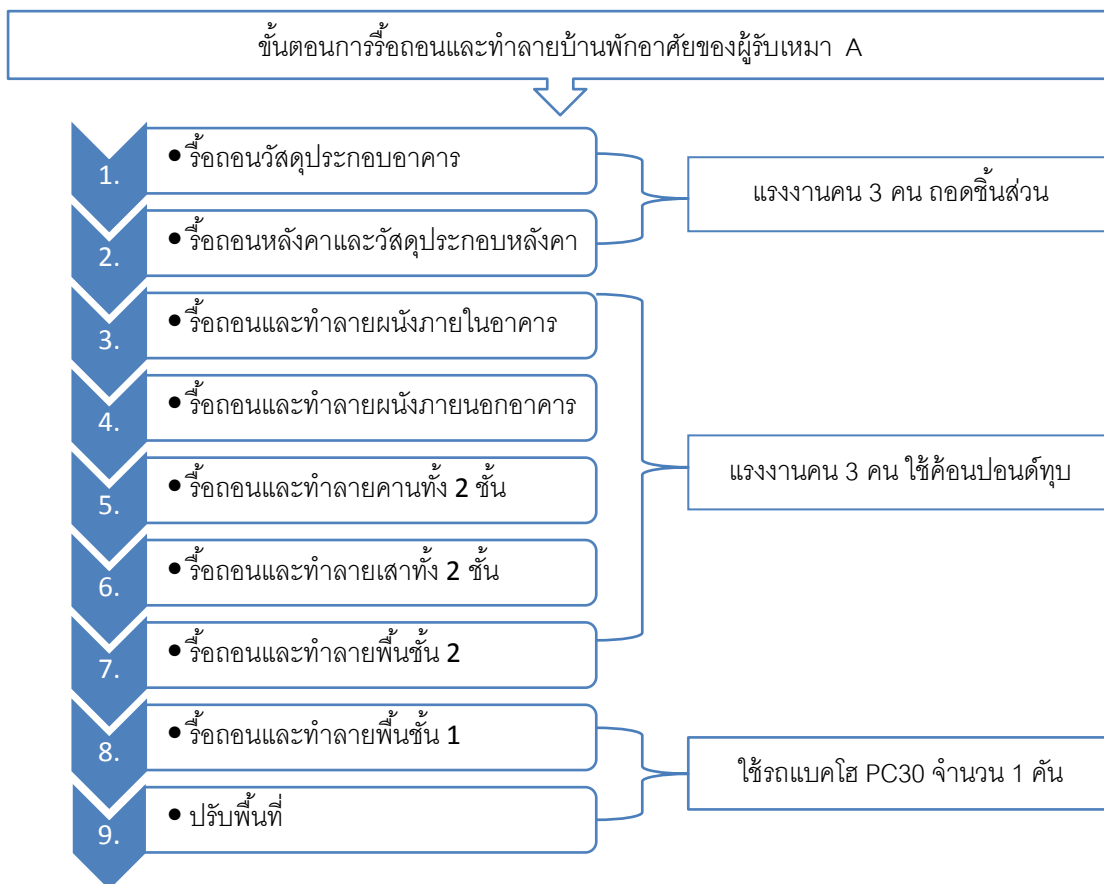 ขั้นตอนการรื้อถอนและทำลายบ้านพักอาศัยของผู้รับเหมา A
1.
• รื้อถอนวัสดุประกอบอาคาร
2.
• รื้อถอนหลังคาและวัสดุประกอบหลังคา
แรงงานคน 3 คน ถอดชิ้นส่วน
3.
• รื้อถอนและทำลายผนังภายในอาคาร
4.
• รื้อถอนและทำลายผนังภายนอกอาคาร
5.
• รื้อถอนและทำลายคานทั้ง 2 ชั้น
6.
• รื้อถอนและทำลายเสาทั้ง 2 ชั้น
7.
• รื้อถอนและทำลายพื้นชั้น 2
แรงงานคน 3 คน ใช้ค้อนปอนด์ทุบ
8.
• รื้อถอนและทำลายพื้นชั้น 1
9.
• ปรับพื้นที่
ใช้รถแบคโฮ PC30 จำนวน 1 คัน